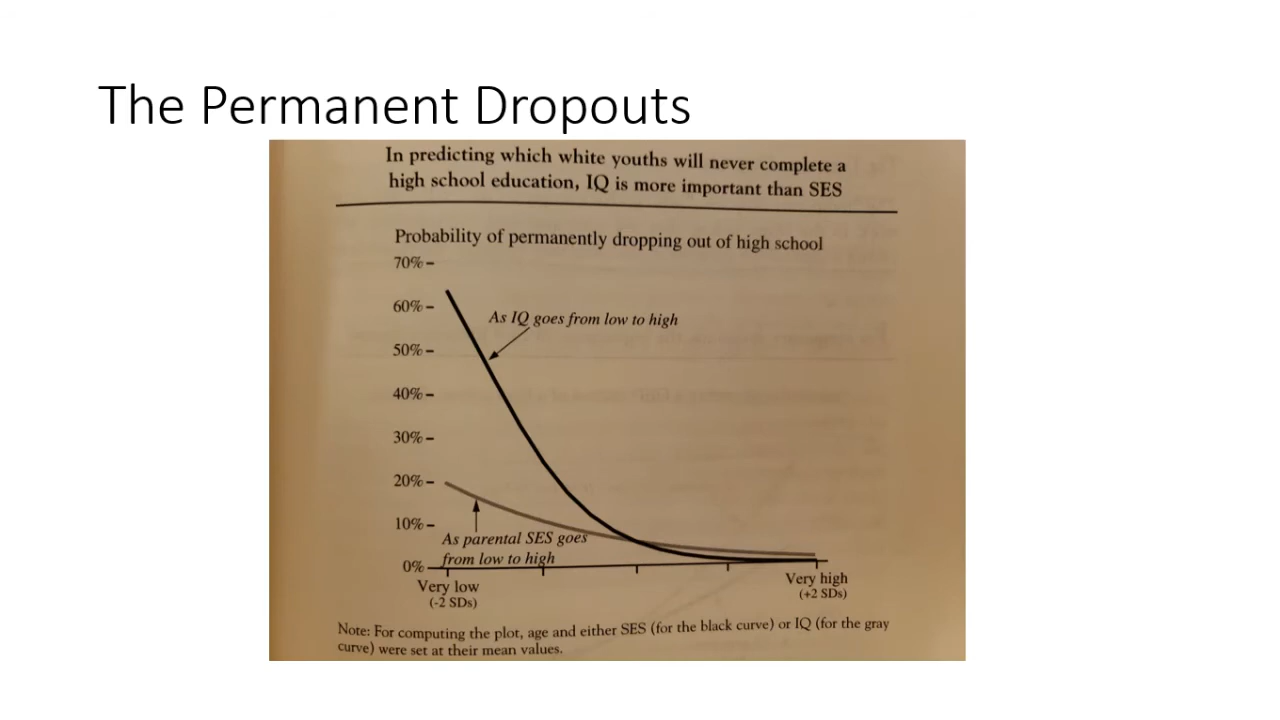 The Permanent Dropouts
In predicting which white youths will never complete a
high school education, IQ is more important than SES
Probability of permanently dropping out of high school
70%
60%
As IQ goes from low to high
50%
40%
30%
20%
10%
As parental SES goes
from low to high
0%
Very low
(-2 SDs)
Very high
(+2 SDs)
Note: For computing the plot, age and either SES (for the black curve) or IQ (for the gray
curve) were set at their mean values.